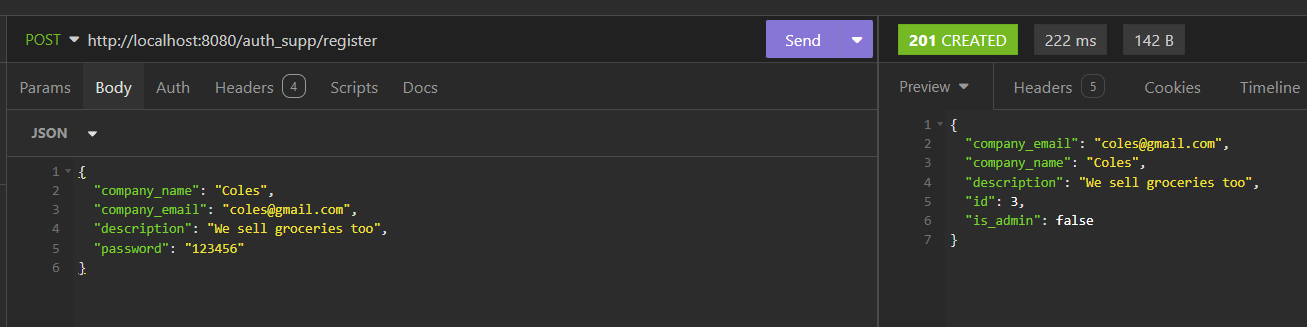 POST http://localhost:8080/auth_supp/register Send
Params Body Auth Headers 4 Scripts Docs
JSON
1 {
2 "company_name": "Coles",
3 "company_email": "coles@gmail.com",
4 "description": "We sell groceries too",
5 "password": "123456"
6 }
201 CREATED 222 ms 142 B
Preview Headers 5 Cookies Timeline
1 {
2 "company_email": "coles@gmail.com",
3 "company_name": "Coles",
4 "description": "We sell groceries too",
5 "id": 3,
6 "is_admin": false
7 }